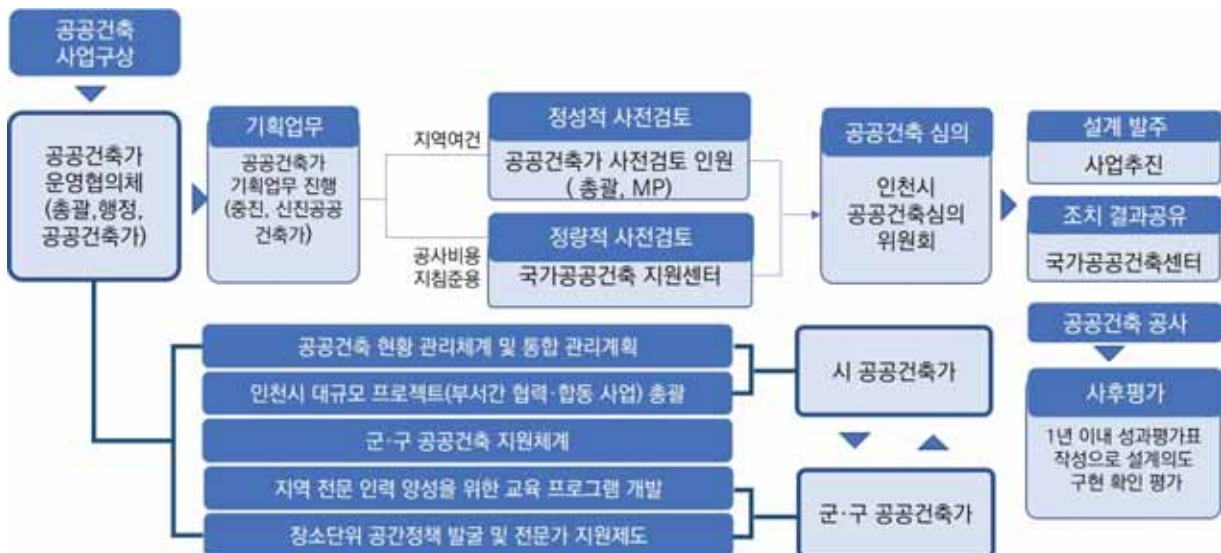 공공건축
사업구상
공공건축가
운영협의체
(총괄,행정,
공공건축가)
기획업무
공공건축가
기획업무 진행
(중진, 신진공공
건축가)
지역여건
공사비용
지침준용
정성적 사전검토
공공건축가 사전검토 인원
( 총괄, MP)
정량적 사전검토
국가공공건축 지원센터
공공건축 심의
인천시
공공건축심의
위원회
설계 발주
사업추진
조치 결과공유
국가공공건축센터
공공건축 공사
사후평가
1년 이내 성과평가표
작성으로 설계의도
구현 확인 평가
공공건축 현황 관리체계 및 통합 관리계획
인천시 대규모 프로젝트(부서간 협력·합동 사업) 총괄
군·구 공공건축 지원체계
지역 전문 인력 양성을 위한 교육 프로그램 개발
장소단위 공간정책 발굴 및 전문가 지원제도
시 공공건축가
군·구 공공건축가